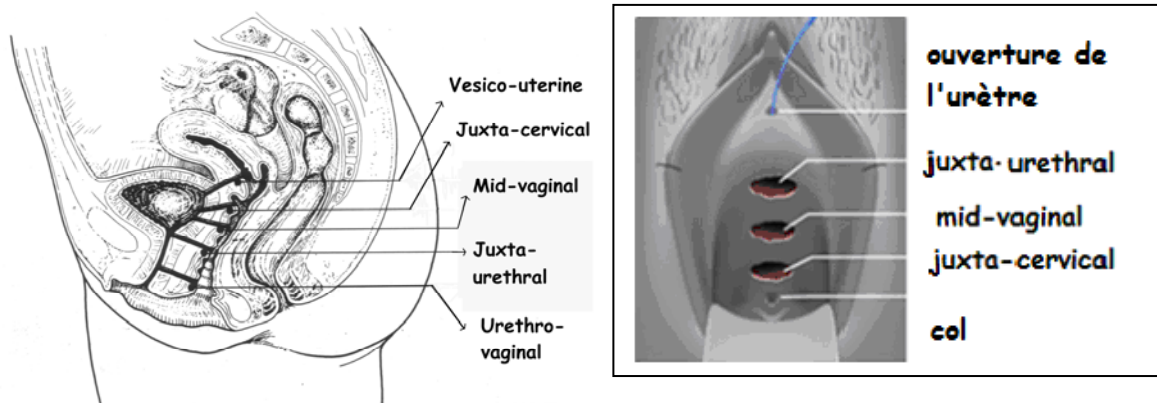 Vesico-uterine
Juxta-cervical
Mid-vaginal
Juxta-
urethral
Urethro-
vaginal
ouverture de
l'urètre
juxta-urethral
mid-vaginal
juxta-cervical
col